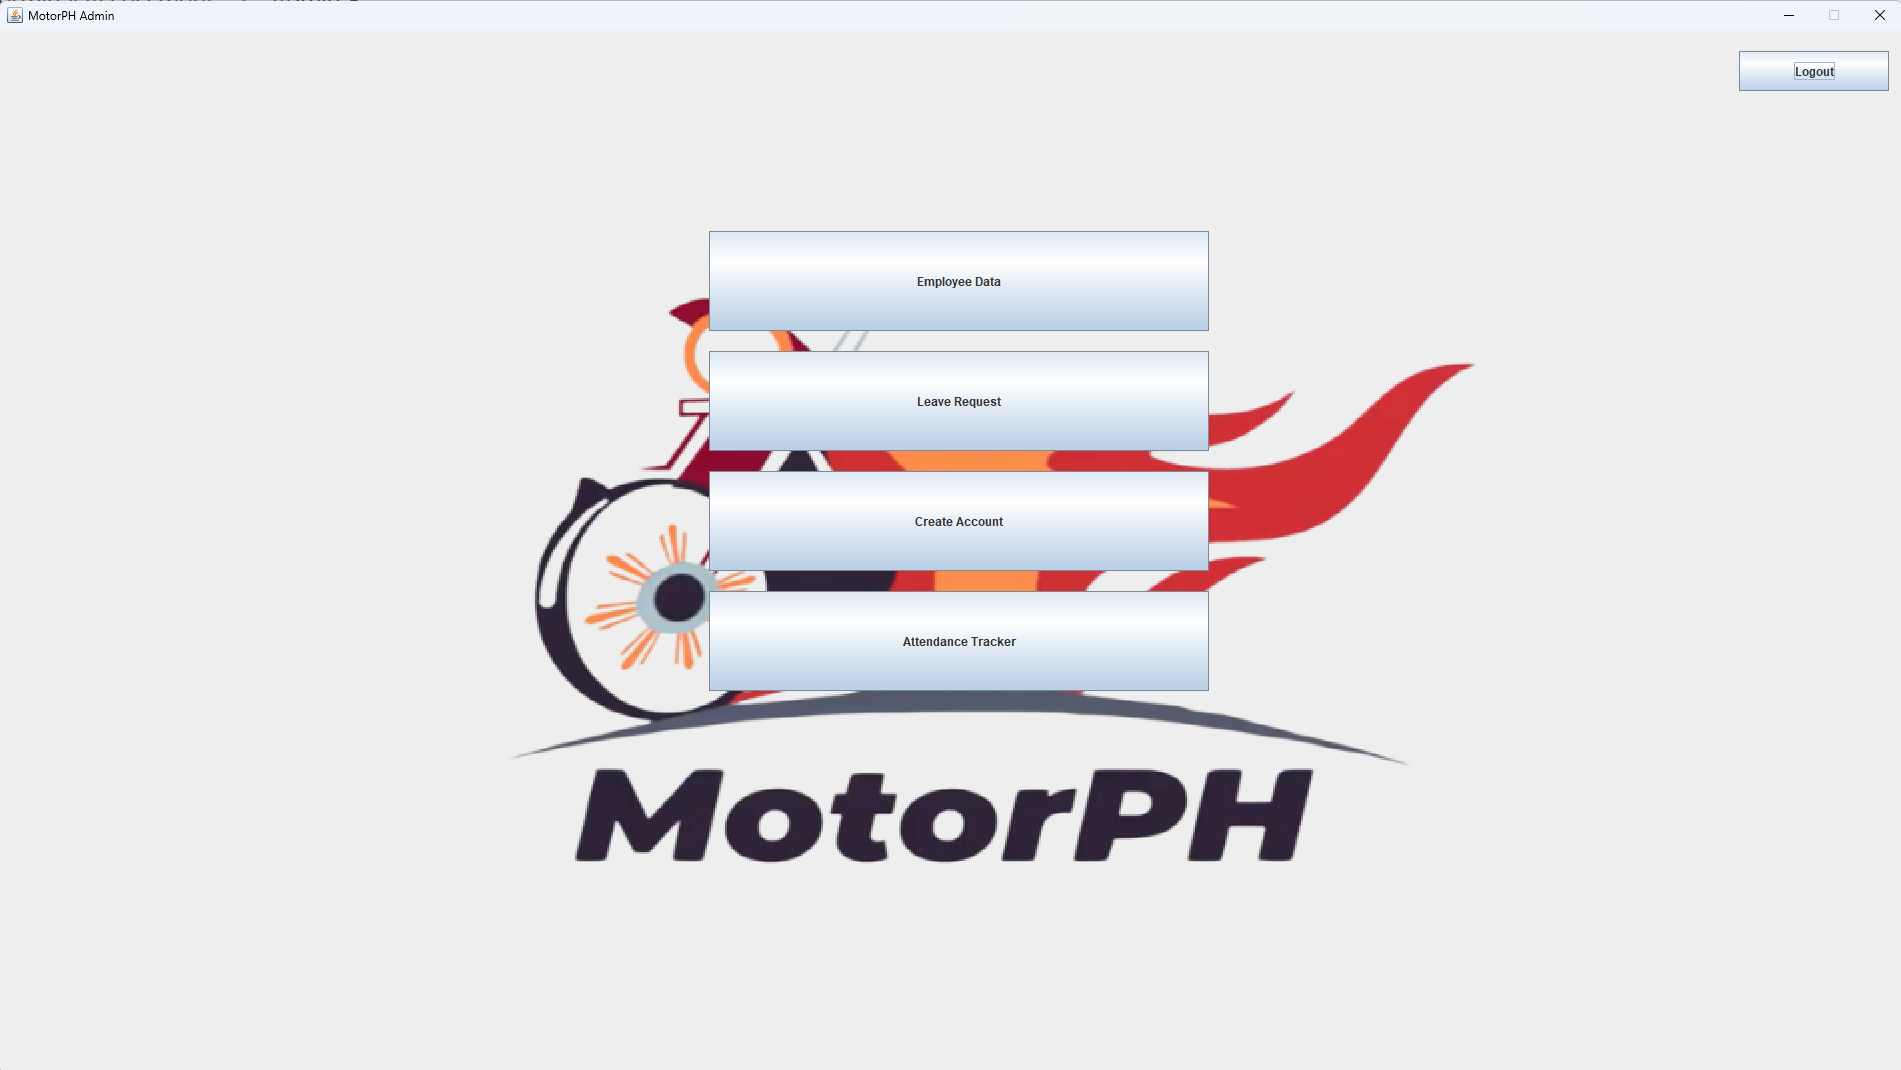 MotorPH Admin
Logout
Employee Data
Leave Request
Create Account
Attendance Tracker
MotorPH